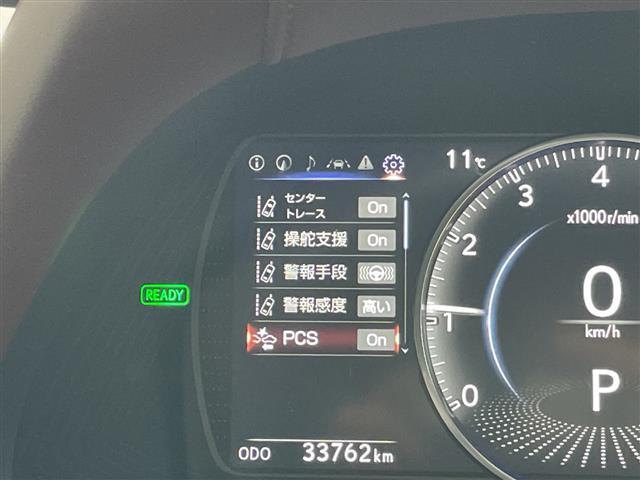 11℃
センター
トレース On
操舵支援 On
警報手段
警報感度 高い
PCS On
READY
ODO 33762km
4
3
x1000r/min
1
0
0
km/h
P